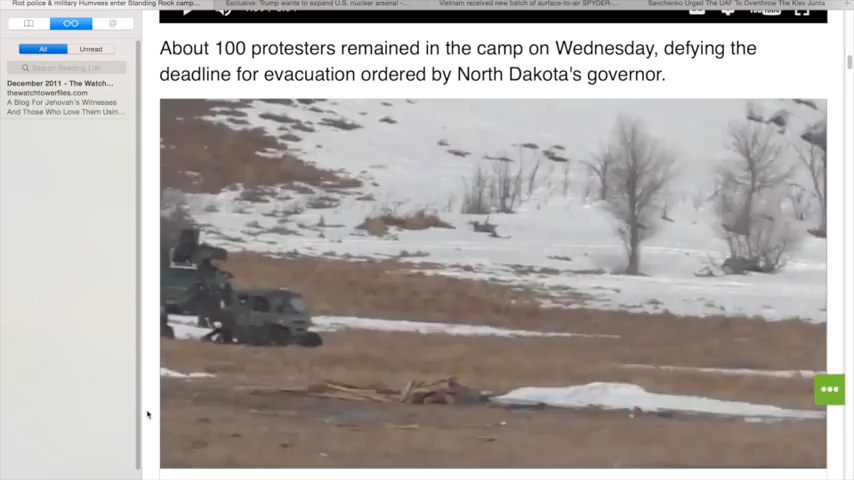 Riot police & military Humvees enter Standing Rock camp...
Exclusive: Trump wants to expand U.S. nuclear arsenal -...
Vietnam received new batch of surface-to-air SPYDER-...
Savchenko Urged The UAF To Overthrow The Kiev Junta
All
Unread
Search Reading List
December 2011 - The Watch...
thewatchtowerfiles.com
A Blog For Jehovah's Witnesses
And Those Who Love Them Usin...
About 100 protesters remained in the camp on Wednesday, defying the
deadline for evacuation ordered by North Dakota's governor.